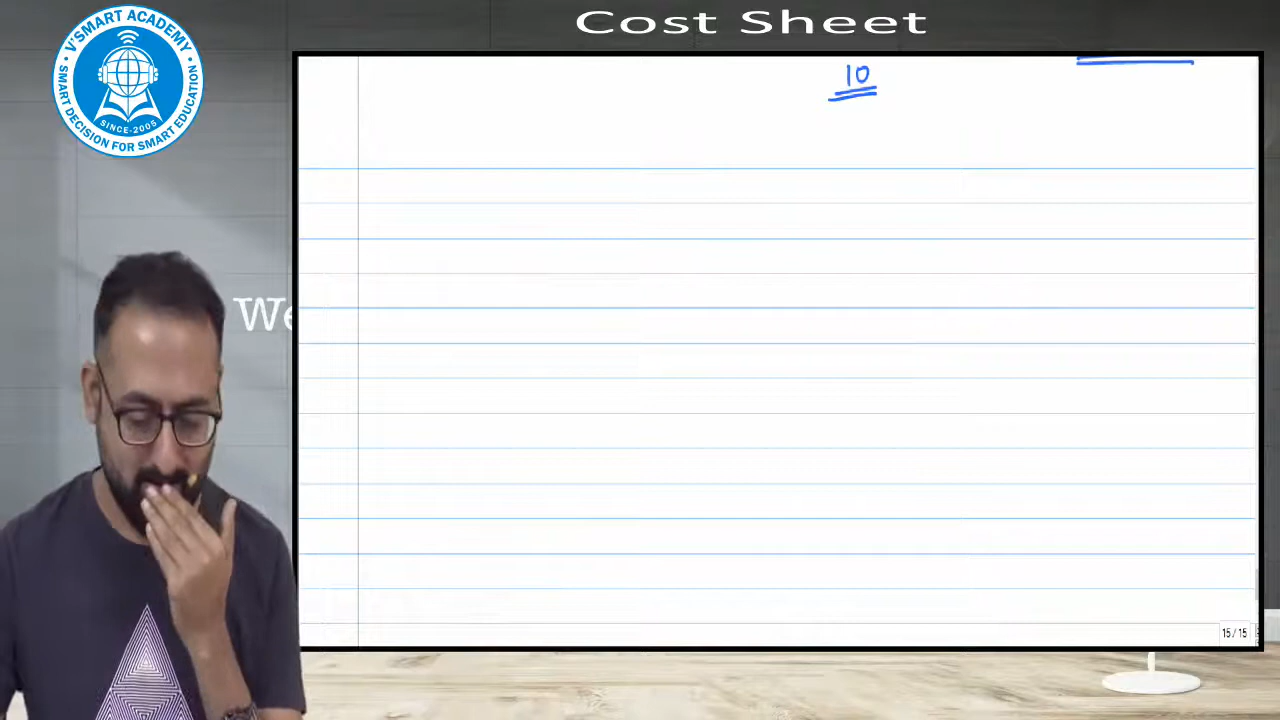 Cost Sheet
V'SMART ACADEMY
SINCE-2005
SMART DECISION FOR SMART EDUCATION
10
We
15/15